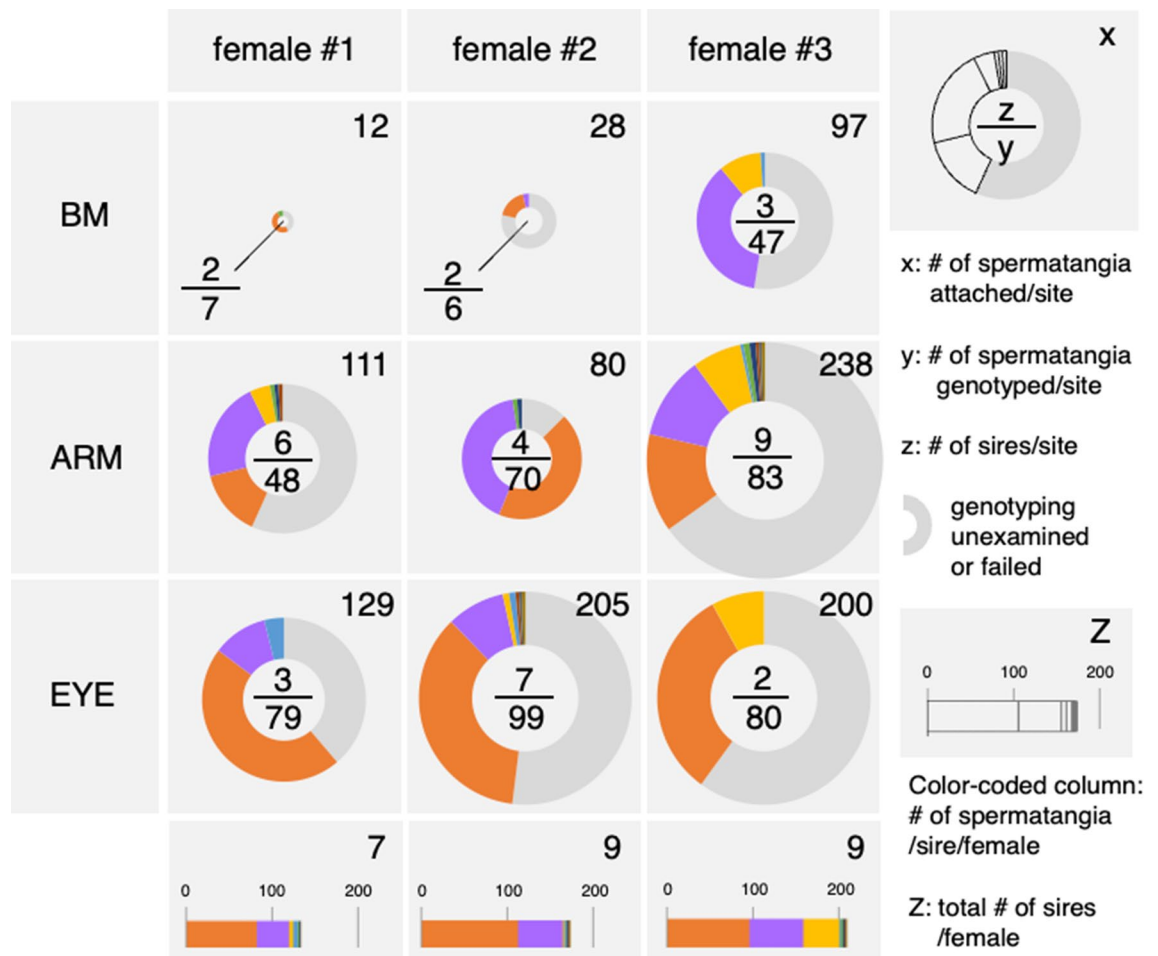 female #1
female #2
female #3
x
z
y
BM
12
2
7
28
2
6
97
3
47
x: # of spermatangia
attached/site
y: # of spermatangia
genotyped/site
z: # of sires/site
genotyping
unexamined
or failed
ARM
111
6
48
80
4
70
238
9
83
EYE
129
3
79
205
7
99
200
2
80
Z
0 100 200
Color-coded column:
# of spermatangia
/sire/female
Z: total # of sires
/female
7
0 100 200
9
0 100 200
9
0 100 200